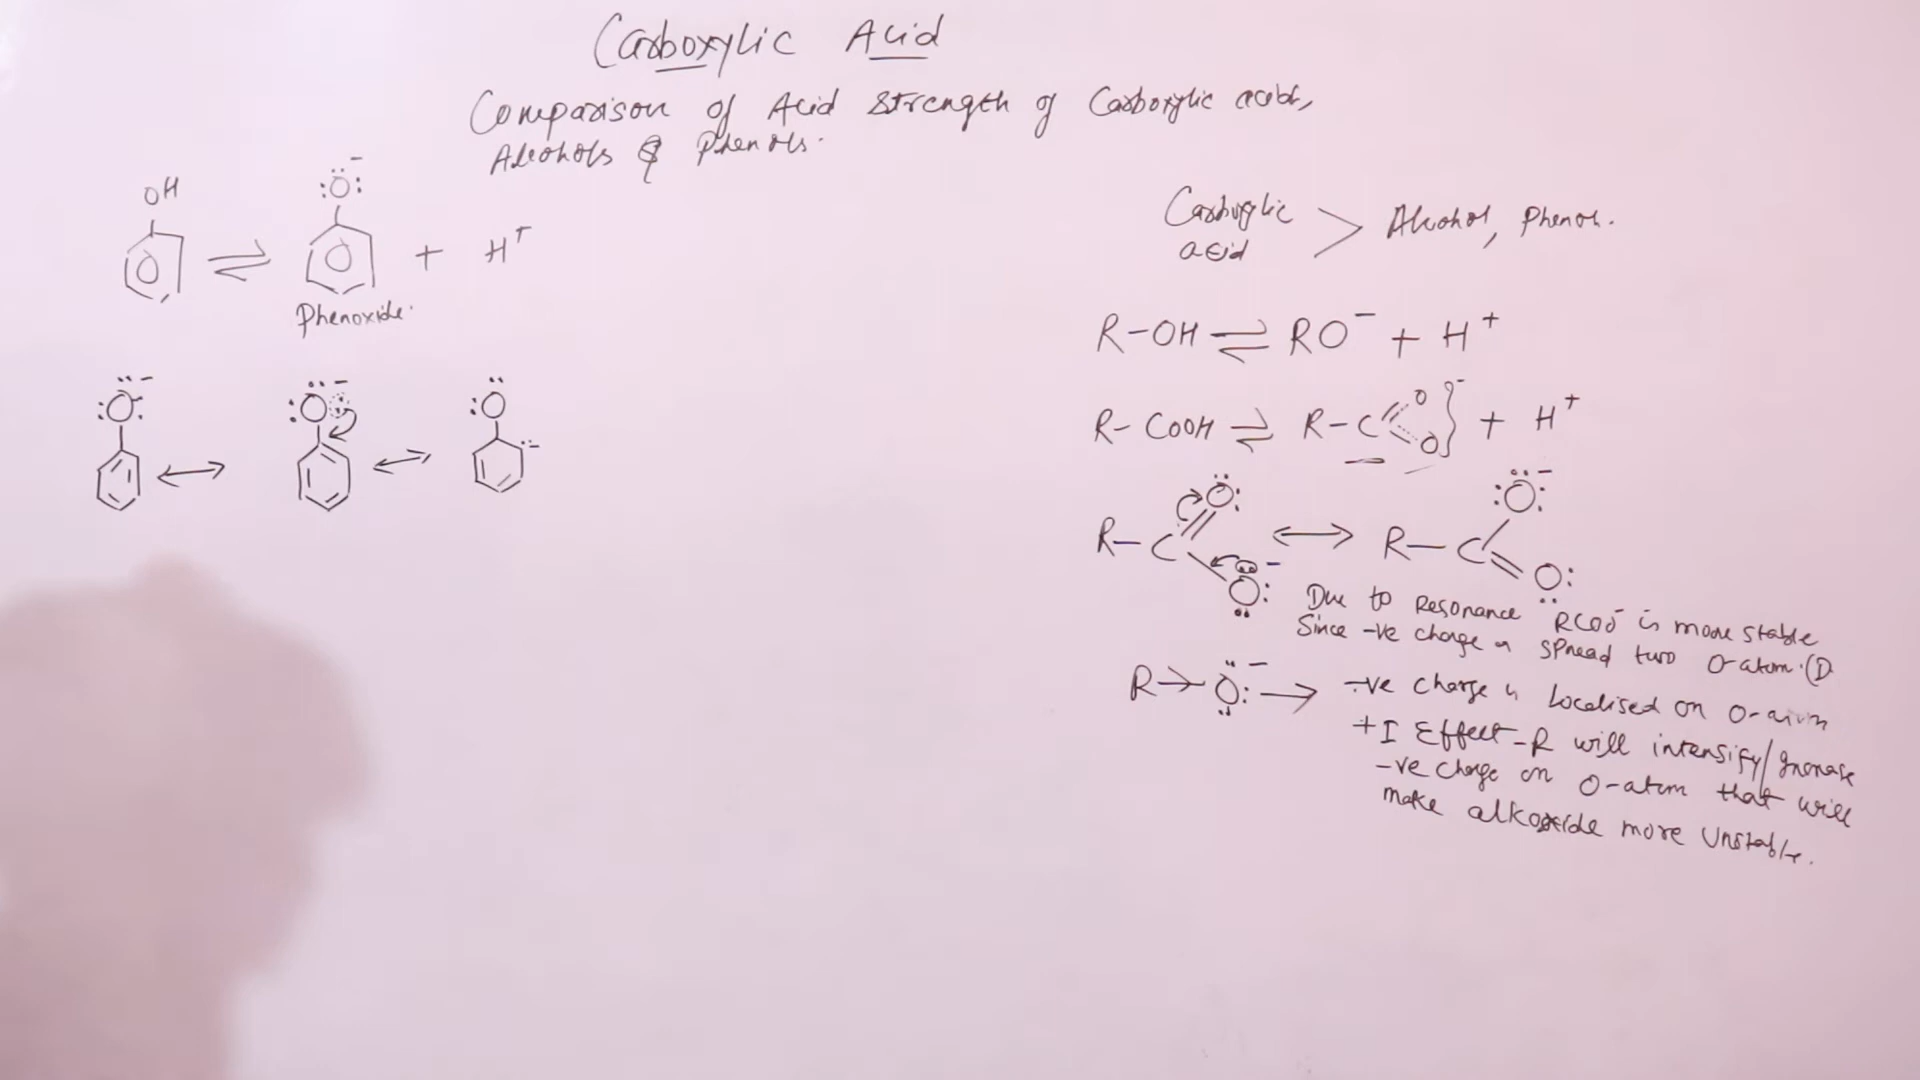 Carboxylic Acid
Comparison of Acid Strength of Carboxylic acids,
Alcohols & Phenols.
OH
:Ö:⁻
⇌ + H⁺
Phenoxide.
:Ö:⁻ ↔ :Ö:⁻ ↔ :Ö
Carboxylic acid > Alcohol, Phenol.
R-OH ⇌ RO⁻ + H⁺
R-COOH ⇌ R-C O O}⁻ + H⁺
R-C Ö: :Ö:⁻ ↔ R-C :Ö:⁻ Ö:
Due to Resonance RCOO⁻ is more stable
Since -ve charge is spread two O-atom.(D
R→Ö:⁻ → -ve charge is Localised on O-atom
+I Effect -R will intensify/increase
-ve charge on O-atom that will
make alkoxide more Unstable.